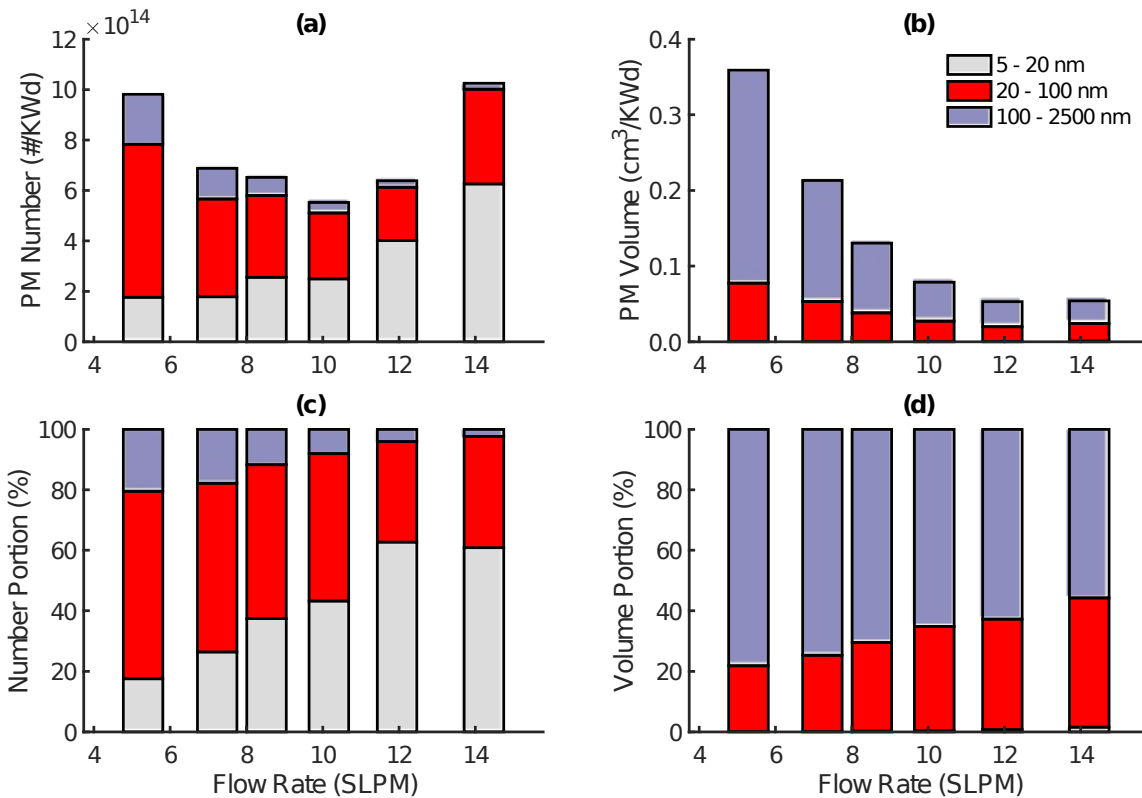 (a)
×10^14
12
10
8
6
4
2
0
PM Number (#/KWd)
4 6 8 10 12 14
(b)
0.4
0.3
0.2
0.1
0.0
PM Volume (cm³/KWd)
5 - 20 nm
20 - 100 nm
100 - 2500 nm
4 6 8 10 12 14
(c)
100
80
60
40
20
0
Number Portion (%)
4 6 8 10 12 14
Flow Rate (SLPM)
(d)
100
80
60
40
20
0
Volume Portion (%)
4 6 8 10 12 14
Flow Rate (SLPM)